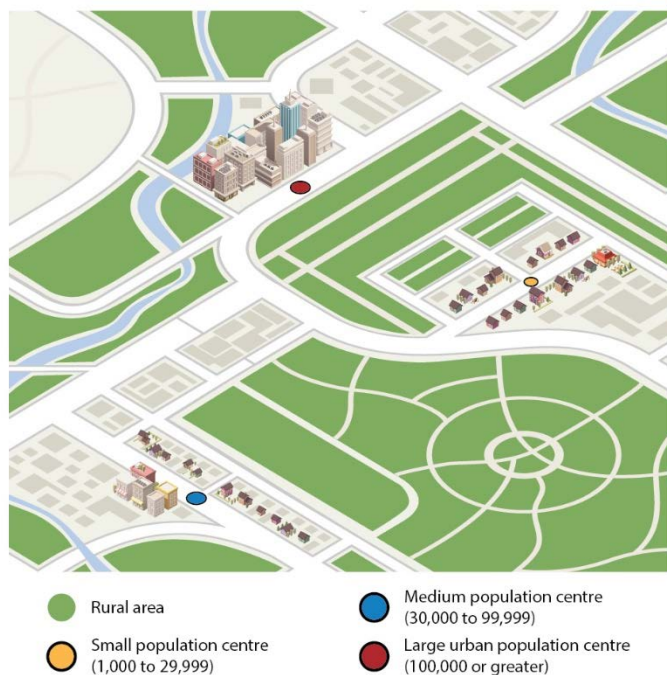 Rural area
Medium population centre
(30,000 to 99,999)
Small population centre
(1,000 to 29,999)
Large urban population centre
(100,000 or greater)